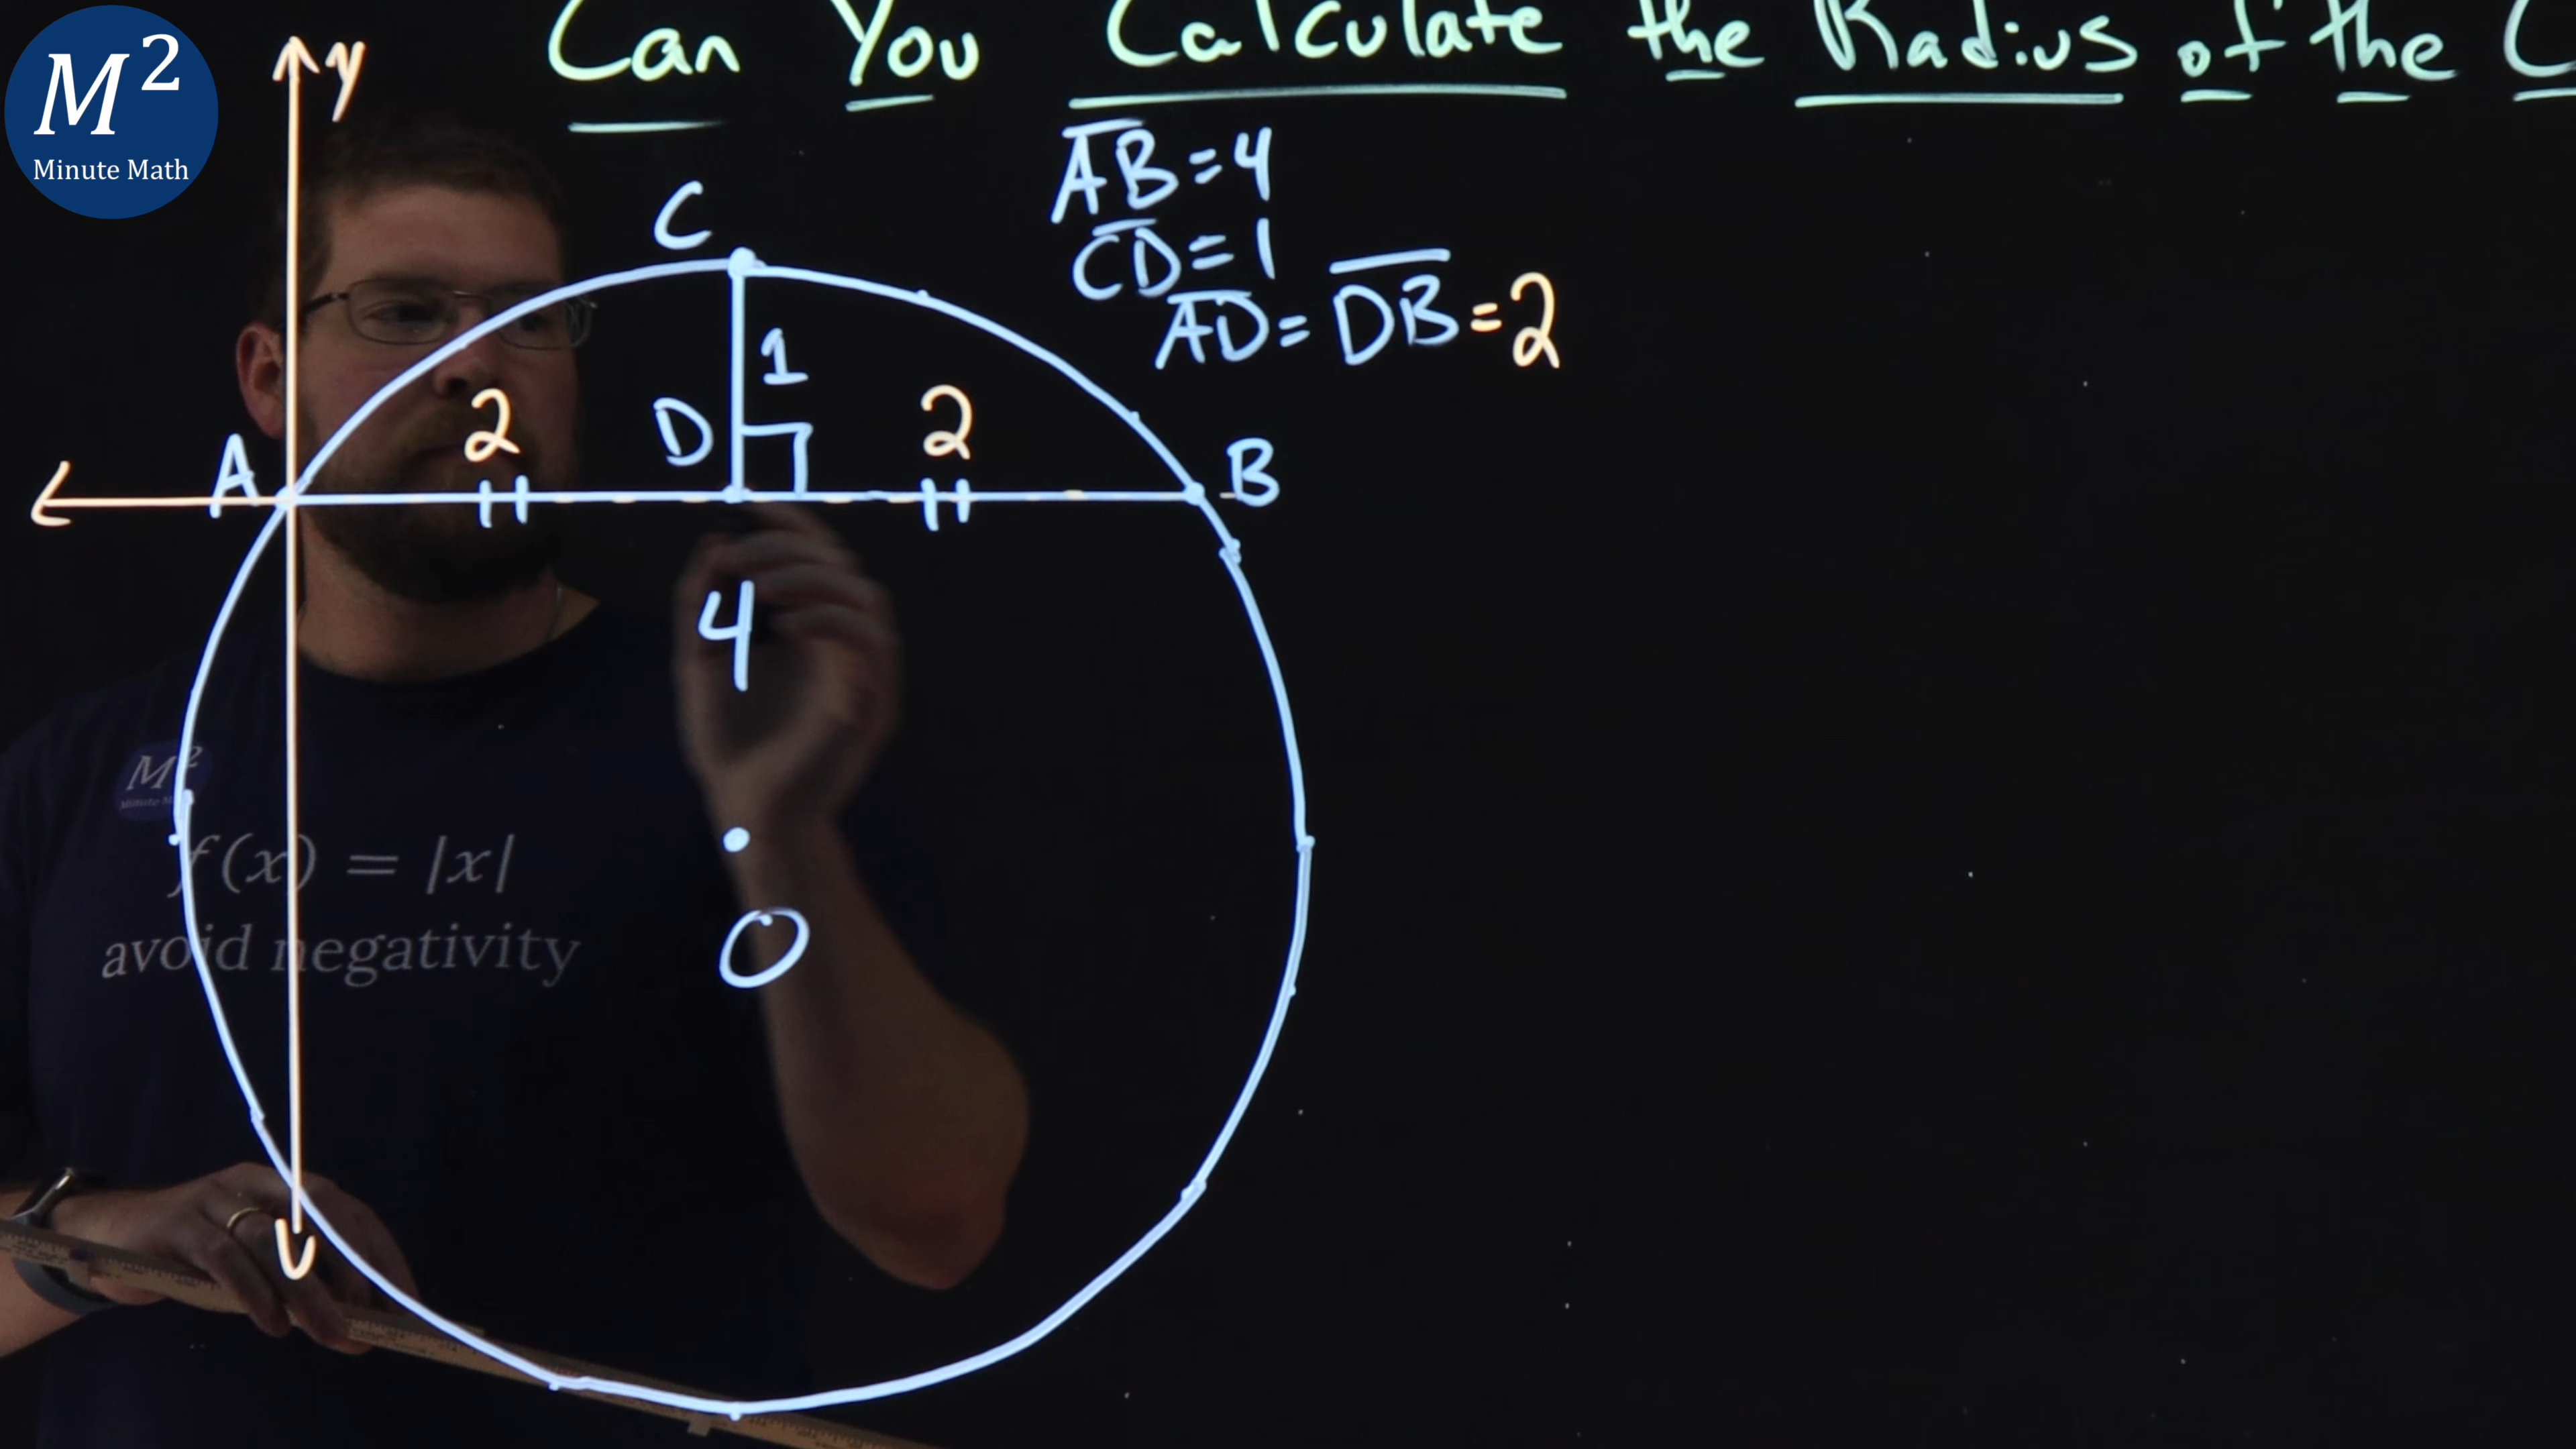 M²
Minute Math
y
Can You Calculate the Radius of the C
AB=4
CD=1
AD=DB=2
C
1
D
2
2
A
B
4
M²
f(x) = |x|
avoid negativity
O